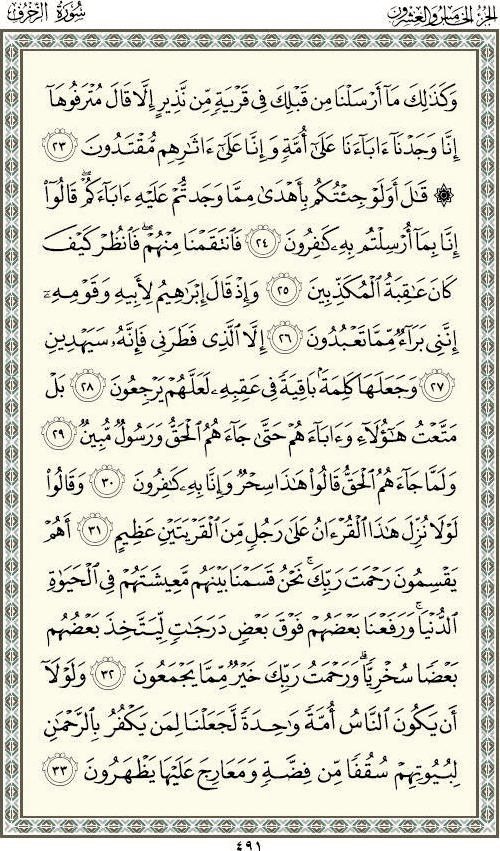 الجزء الخامس والعشرون
سورة الزخرف
وَكَذَٰلِكَ مَآ أَرۡسَلۡنَا مِن قَبۡلِكَ فِي قَرۡيَةٖ مِّن نَّذِيرٍ إِلَّا قَالَ مُتۡرَفُوهَآ
إِنَّا وَجَدۡنَآ ءَابَآءَنَا عَلَىٰٓ أُمَّةٖ وَإِنَّا عَلَىٰٓ ءَاثَٰرِهِم مُّقۡتَدُونَ ٢٣
۞ قَٰلَ أَوَلَوۡ جِئۡتُكُم بِأَهۡدَىٰ مِمَّا وَجَدتُّمۡ عَلَيۡهِ ءَابَآءَكُمۡۖ قَالُوٓاْ
إِنَّا بِمَآ أُرۡسِلۡتُم بِهِۦ كَٰفِرُونَ ٢٤ فَٱنتَقَمۡنَا مِنۡهُمۡۖ فَٱنظُرۡ كَيۡفَ
كَانَ عَٰقِبَةُ ٱلۡمُكَذِّبِينَ ٢٥ وَإِذۡ قَالَ إِبۡرَٰهِيمُ لِأَبِيهِ وَقَوۡمِهِۦٓ
إِنَّنِي بَرَآءٞ مِّمَّا تَعۡبُدُونَ ٢٦ إِلَّا ٱلَّذِي فَطَرَنِي فَإِنَّهُۥ سَيَهۡدِينِ
٢٧ وَجَعَلَهَا كَلِمَةَۢ بَاقِيَةٗ فِي عَقِبِهِۦ لَعَلَّهُمۡ يَرۡجِعُونَ ٢٨ بَلۡ
مَتَّعۡتُ هَٰٓؤُلَآءِ وَءَابَآءَهُمۡ حَتَّىٰ جَآءَهُمُ ٱلۡحَقُّ وَرَسُولٞ مُّبِينٞ ٢٩
وَلَمَّا جَآءَهُمُ ٱلۡحَقُّ قَالُواْ هَٰذَا سِحۡرٞ وَإِنَّا بِهِۦ كَٰفِرُونَ ٣٠ وَقَالُواْ
لَوۡلَا نُزِّلَ هَٰذَا ٱلۡقُرۡءَانُ عَلَىٰ رَجُلٖ مِّنَ ٱلۡقَرۡيَتَيۡنِ عَظِيمٍ ٣١ أَهُمۡ
يَقۡسِمُونَ رَحۡمَتَ رَبِّكَۚ نَحۡنُ قَسَمۡنَا بَيۡنَهُم مَّعِيشَتَهُمۡ فِي ٱلۡحَيَوٰةِ
ٱلدُّنۡيَاۚ وَرَفَعۡنَا بَعۡضَهُمۡ فَوۡقَ بَعۡضٖ دَرَجَٰتٖ لِّيَتَّخِذَ بَعۡضُهُم
بَعۡضٗا سُخۡرِيّٗاۗ وَرَحۡمَتُ رَبِّكَ خَيۡرٞ مِّمَّا يَجۡمَعُونَ ٣٢ وَلَوۡلَآ
أَن يَكُونَ ٱلنَّاسُ أُمَّةٗ وَٰحِدَةٗ لَّجَعَلۡنَا لِمَن يَكۡفُرُ بِٱلرَّحۡمَٰنِ
لِبُيُوتِهِمۡ سُقُفٗا مِّن فِضَّةٖ وَمَعَارِجَ عَلَيۡهَا يَظۡهَرُونَ ٣٣
٤٩١